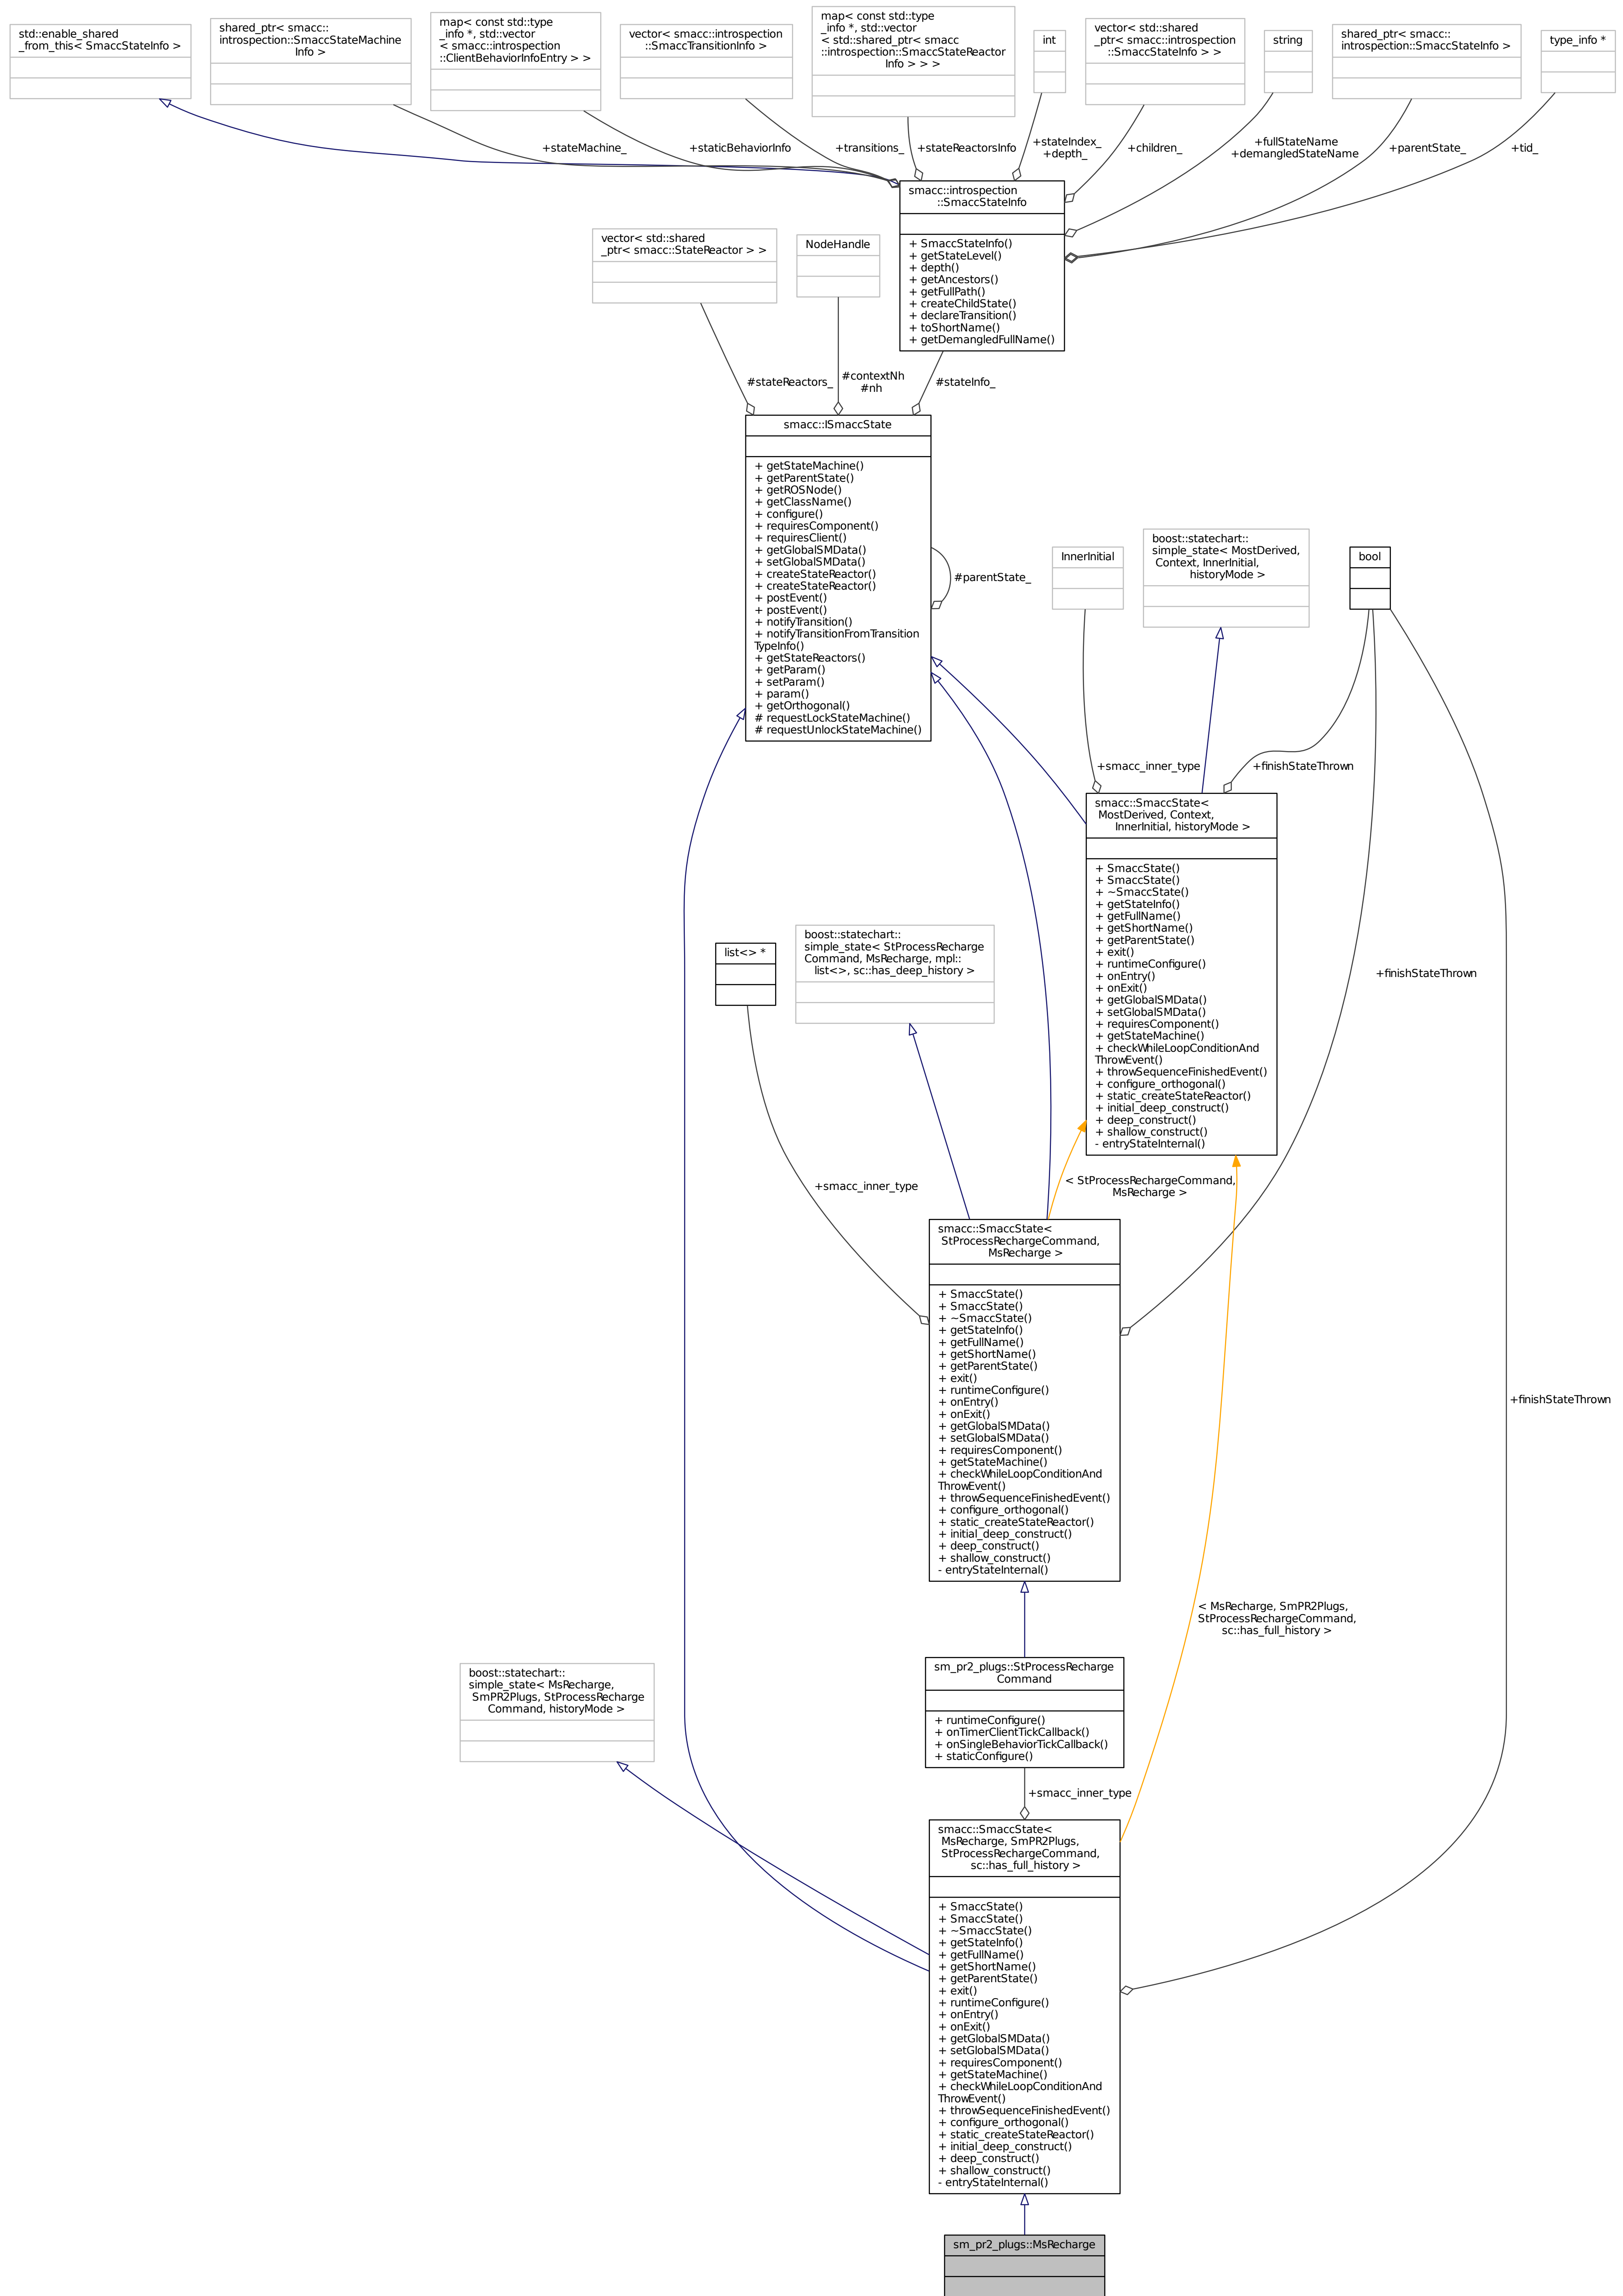 std::enable_shared
_from_this< SmaccStateInfo >
shared_ptr< smacc::
introspection::SmaccStateMachine
Info >
map< const std::type
_info *, std::vector
< smacc::introspection
::ClientBehaviorInfoEntry > >
vector< smacc::introspection
::SmaccTransitionInfo >
map< const std::type
_info *, std::vector
< std::shared_ptr< smacc
::introspection::SmaccStateReactor
Info > > >
int
vector< std::shared
_ptr< smacc::introspection
::SmaccStateInfo > >
string
shared_ptr< smacc::
introspection::SmaccStateInfo >
type_info *
+stateMachine_
+staticBehaviorInfo
+transitions_
+stateReactorsInfo
+stateIndex_
+depth_
+children_
+fullStateName
+demangledStateName
+parentState_
+tid_
smacc::introspection
::SmaccStateInfo
+ SmaccStateInfo()
+ getStateLevel()
+ depth()
+ getAncestors()
+ getFullPath()
+ createChildState()
+ declareTransition()
+ toShortName()
+ getDemangledFullName()
vector< std::shared
_ptr< smacc::StateReactor > >
NodeHandle
#stateReactors_
#contextNh
#nh
#stateInfo_
smacc::ISmaccState
+ getStateMachine()
+ getParentState()
+ getROSNode()
+ getClassName()
+ configure()
+ requiresComponent()
+ requiresClient()
+ getGlobalSMData()
+ setGlobalSMData()
+ createStateReactor()
+ createStateReactor()
+ postEvent()
+ postEvent()
+ notifyTransition()
+ notifyTransitionFromTransition
TypeInfo()
+ getStateReactors()
+ getParam()
+ setParam()
+ param()
+ getOrthogonal()
# requestLockStateMachine()
# requestUnlockStateMachine()
#parentState_
InnerInitial
boost::statechart::
simple_state< MostDerived,
Context, InnerInitial,
historyMode >
bool
+smacc_inner_type
+finishStateThrown
smacc::SmaccState<
MostDerived, Context,
InnerInitial, historyMode >
+ SmaccState()
+ SmaccState()
+ ~SmaccState()
+ getStateInfo()
+ getFullName()
+ getShortName()
+ getParentState()
+ exit()
+ runtimeConfigure()
+ onEntry()
+ onExit()
+ getGlobalSMData()
+ setGlobalSMData()
+ requiresComponent()
+ getStateMachine()
+ checkWhileLoopConditionAnd
ThrowEvent()
+ throwSequenceFinishedEvent()
+ configure_orthogonal()
+ static_createStateReactor()
+ initial_deep_construct()
+ deep_construct()
+ shallow_construct()
- entryStateInternal()
list<> *
boost::statechart::
simple_state< StProcessRecharge
Command, MsRecharge, mpl::
list<>, sc::has_deep_history >
+finishStateThrown
+smacc_inner_type
< StProcessRechargeCommand,
MsRecharge >
smacc::SmaccState<
StProcessRechargeCommand,
MsRecharge >
+ SmaccState()
+ SmaccState()
+ ~SmaccState()
+ getStateInfo()
+ getFullName()
+ getShortName()
+ getParentState()
+ exit()
+ runtimeConfigure()
+ onEntry()
+ onExit()
+ getGlobalSMData()
+ setGlobalSMData()
+ requiresComponent()
+ getStateMachine()
+ checkWhileLoopConditionAnd
ThrowEvent()
+ throwSequenceFinishedEvent()
+ configure_orthogonal()
+ static_createStateReactor()
+ initial_deep_construct()
+ deep_construct()
+ shallow_construct()
- entryStateInternal()
+finishStateThrown
< MsRecharge, SmPR2Plugs,
StProcessRechargeCommand,
sc::has_full_history >
boost::statechart::
simple_state< MsRecharge,
SmPR2Plugs, StProcessRecharge
Command, historyMode >
sm_pr2_plugs::StProcessRecharge
Command
+ runtimeConfigure()
+ onTimerClientTickCallback()
+ onSingleBehaviorTickCallback()
+ staticConfigure()
+smacc_inner_type
smacc::SmaccState<
MsRecharge, SmPR2Plugs,
StProcessRechargeCommand,
sc::has_full_history >
+ SmaccState()
+ SmaccState()
+ ~SmaccState()
+ getStateInfo()
+ getFullName()
+ getShortName()
+ getParentState()
+ exit()
+ runtimeConfigure()
+ onEntry()
+ onExit()
+ getGlobalSMData()
+ setGlobalSMData()
+ requiresComponent()
+ getStateMachine()
+ checkWhileLoopConditionAnd
ThrowEvent()
+ throwSequenceFinishedEvent()
+ configure_orthogonal()
+ static_createStateReactor()
+ initial_deep_construct()
+ deep_construct()
+ shallow_construct()
- entryStateInternal()
sm_pr2_plugs::MsRecharge